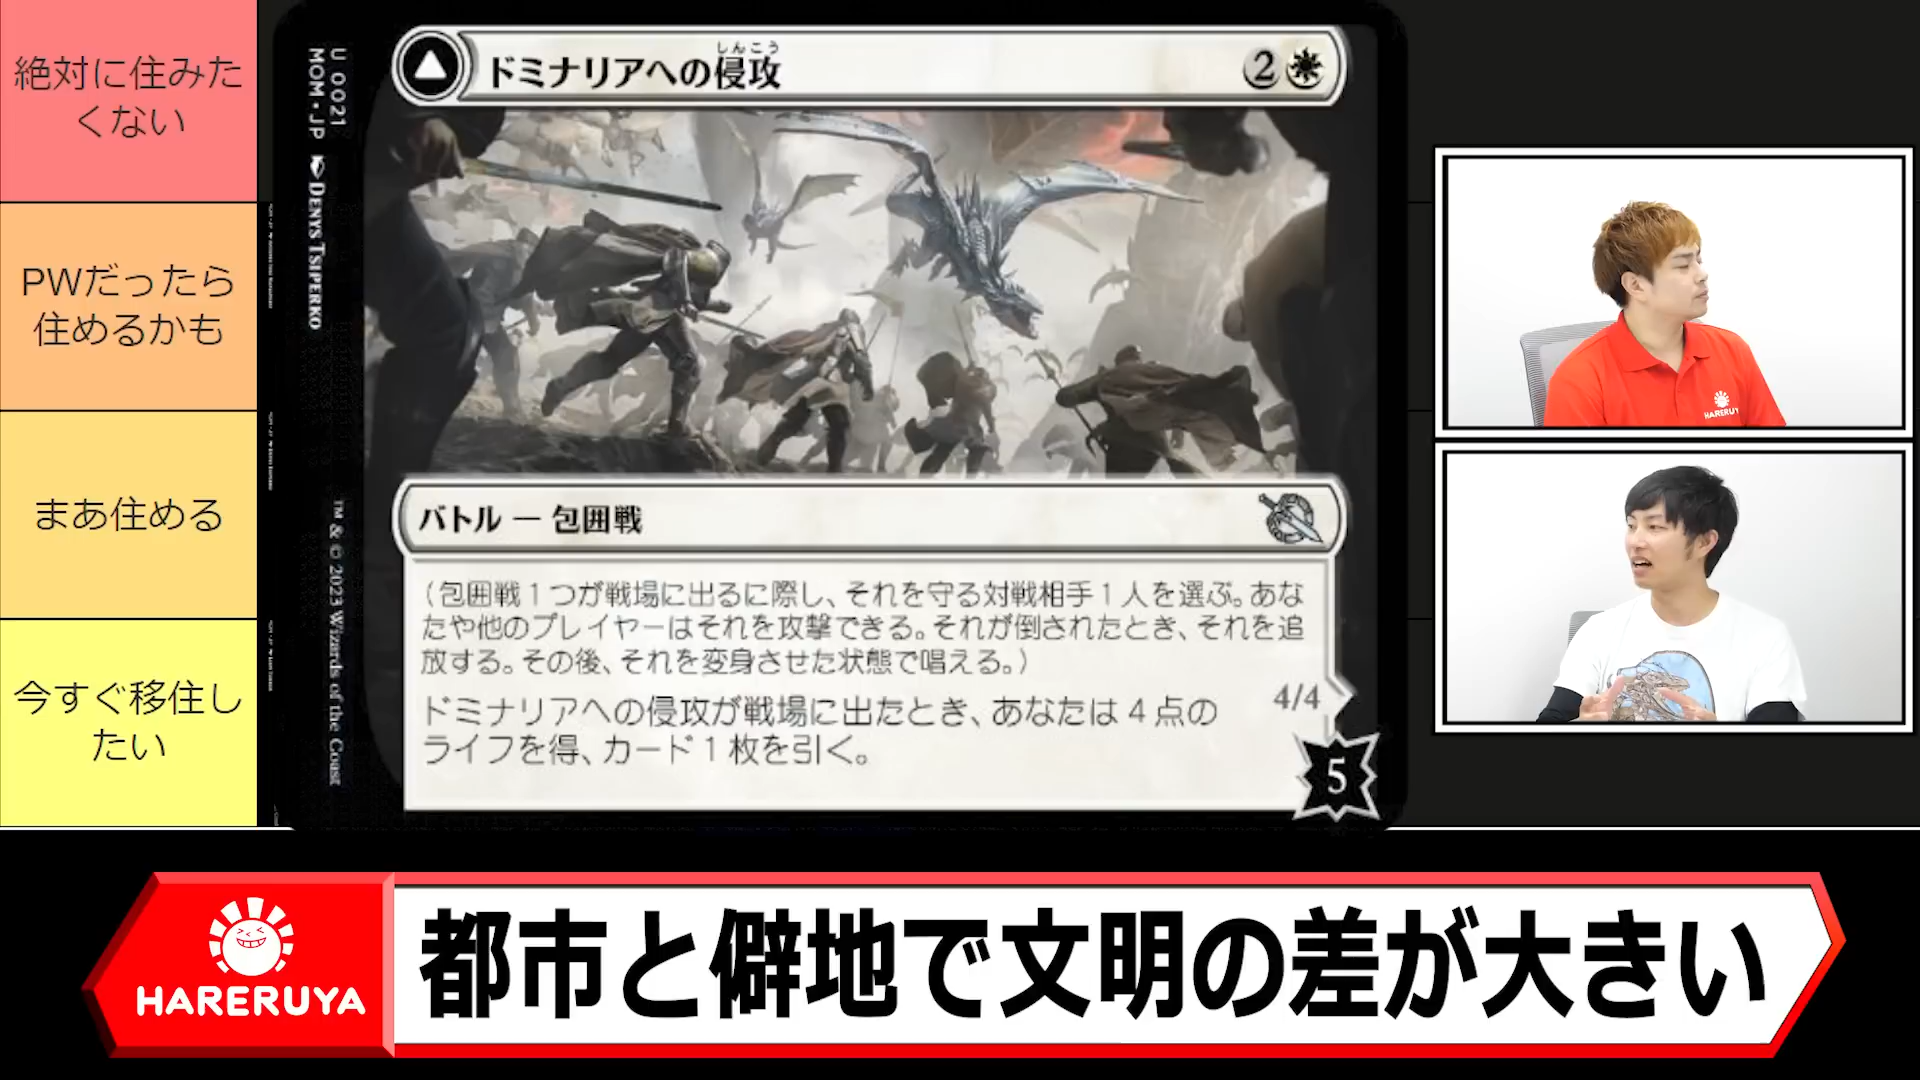 絶対に住みた
くない
PWだったら
住めるかも
まあ住める
今すぐ移住し
たい
U 0021
MOM・JP DENYS TSIPERKO
™ & © 2023 Wizards of the Coast
しんこう
ドミナリアへの侵攻
2
バトル — 包囲戦
（包囲戦１つが戦場に出るに際し、それを守る対戦相手１人を選ぶ。あな
たや他のプレイヤーはそれを攻撃できる。それが倒されたとき、それを追
放する。その後、それを変身させた状態で唱える。）
ドミナリアへの侵攻が戦場に出たとき、あなたは４点の
ライフを得、カード１枚を引く。
4/4
5
HARERUYA
HARERUYA
都市と僻地で文明の差が大きい